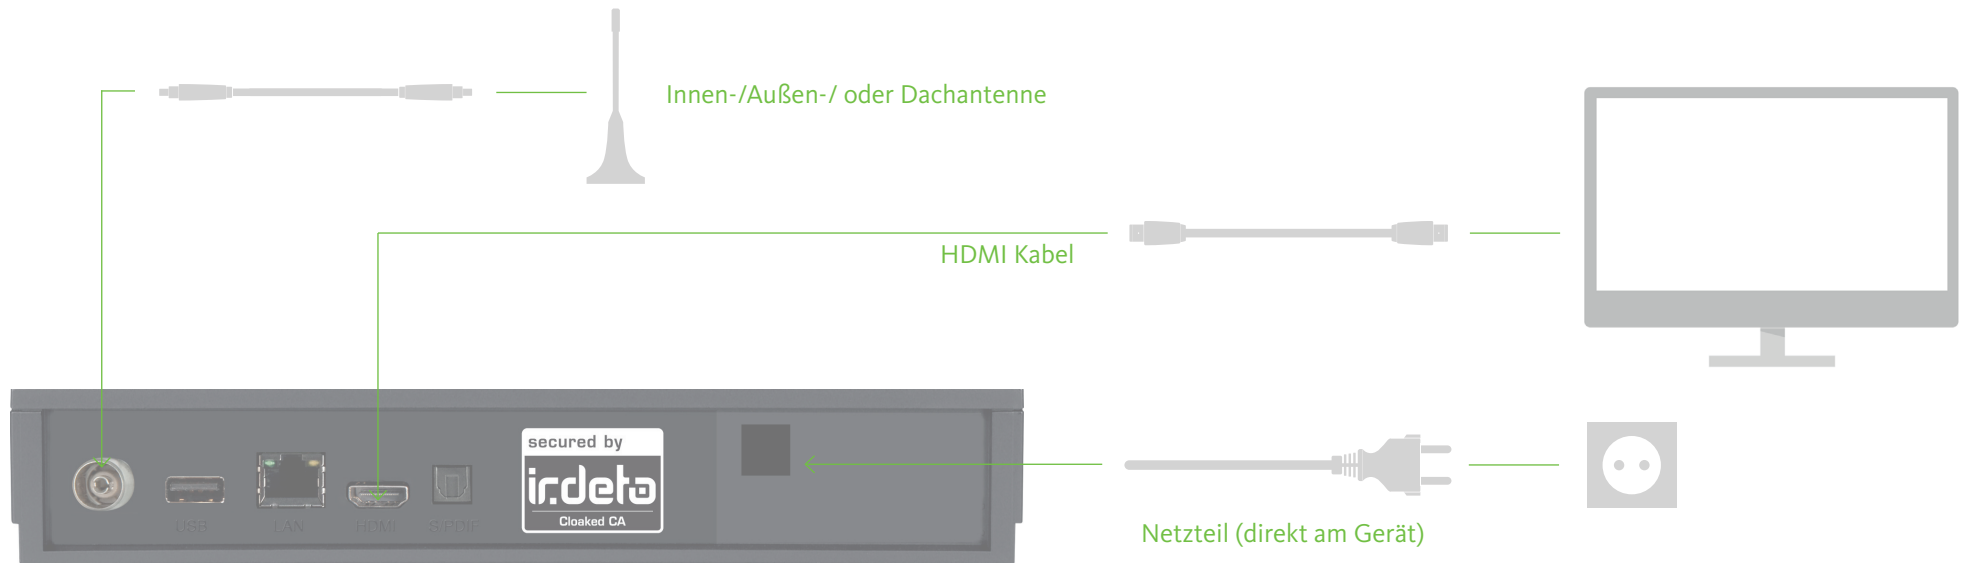 Innen-/Außen-/ oder Dachantenne
HDMI Kabel
secured by
irdeto
Cloaked CA
USB
LAN
HDMI
S/PDIF
Netzteil (direkt am Gerät)